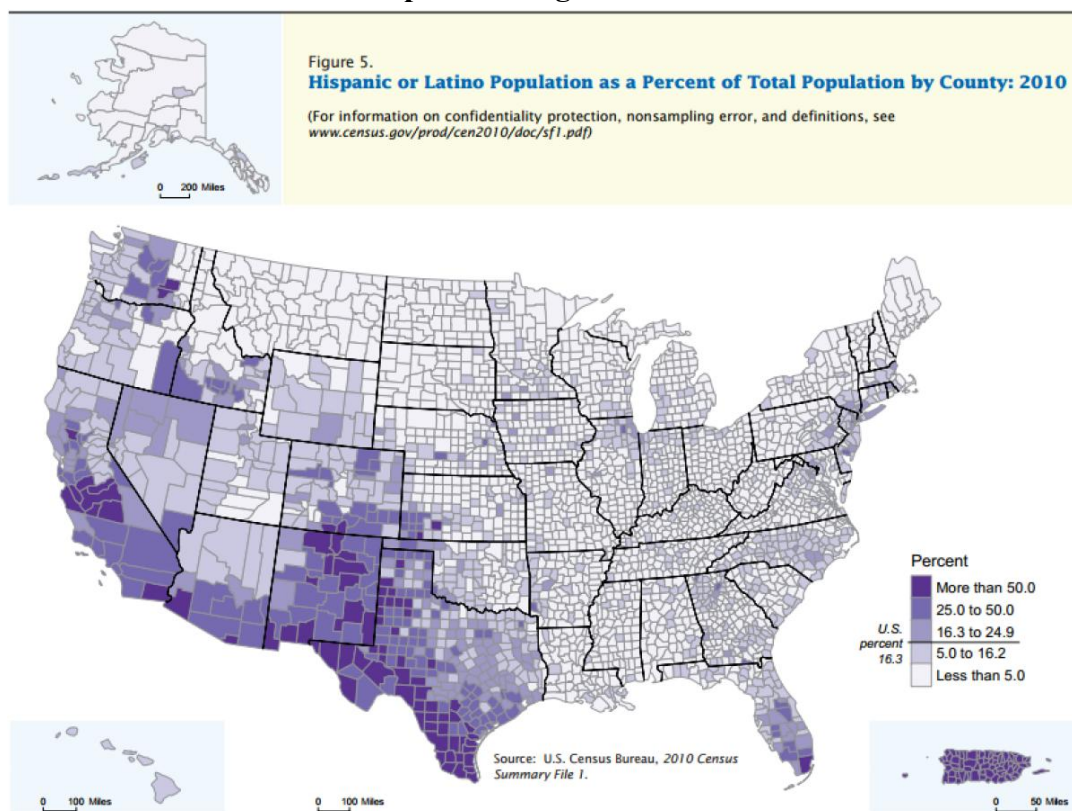 Figure 5.
Hispanic or Latino Population as a Percent of Total Population by County: 2010
(For information on confidentiality protection, nonsampling error, and definitions, see
www.census.gov/prod/cen2010/doc/sf1.pdf)
0 200 Miles
Percent
More than 50.0
25.0 to 50.0
16.3 to 24.9
5.0 to 16.2
Less than 5.0
U.S.
percent
16.3
Source: U.S. Census Bureau, 2010 Census
Summary File 1.
0 100 Miles
0 100 Miles
0 50 Miles